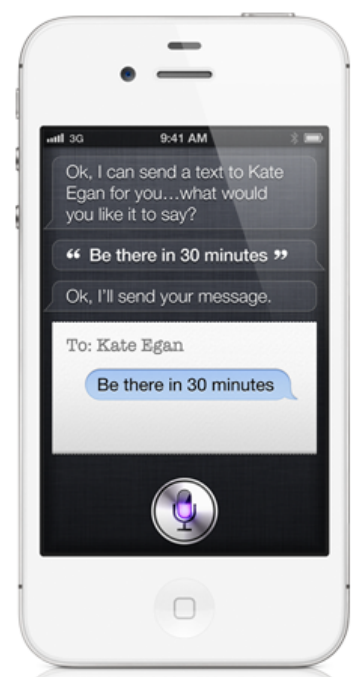 3G 9:41 AM
Ok, I can send a text to Kate
Egan for you...what would
you like it to say?
“ Be there in 30 minutes ”
Ok, I'll send your message.
To: Kate Egan
Be there in 30 minutes